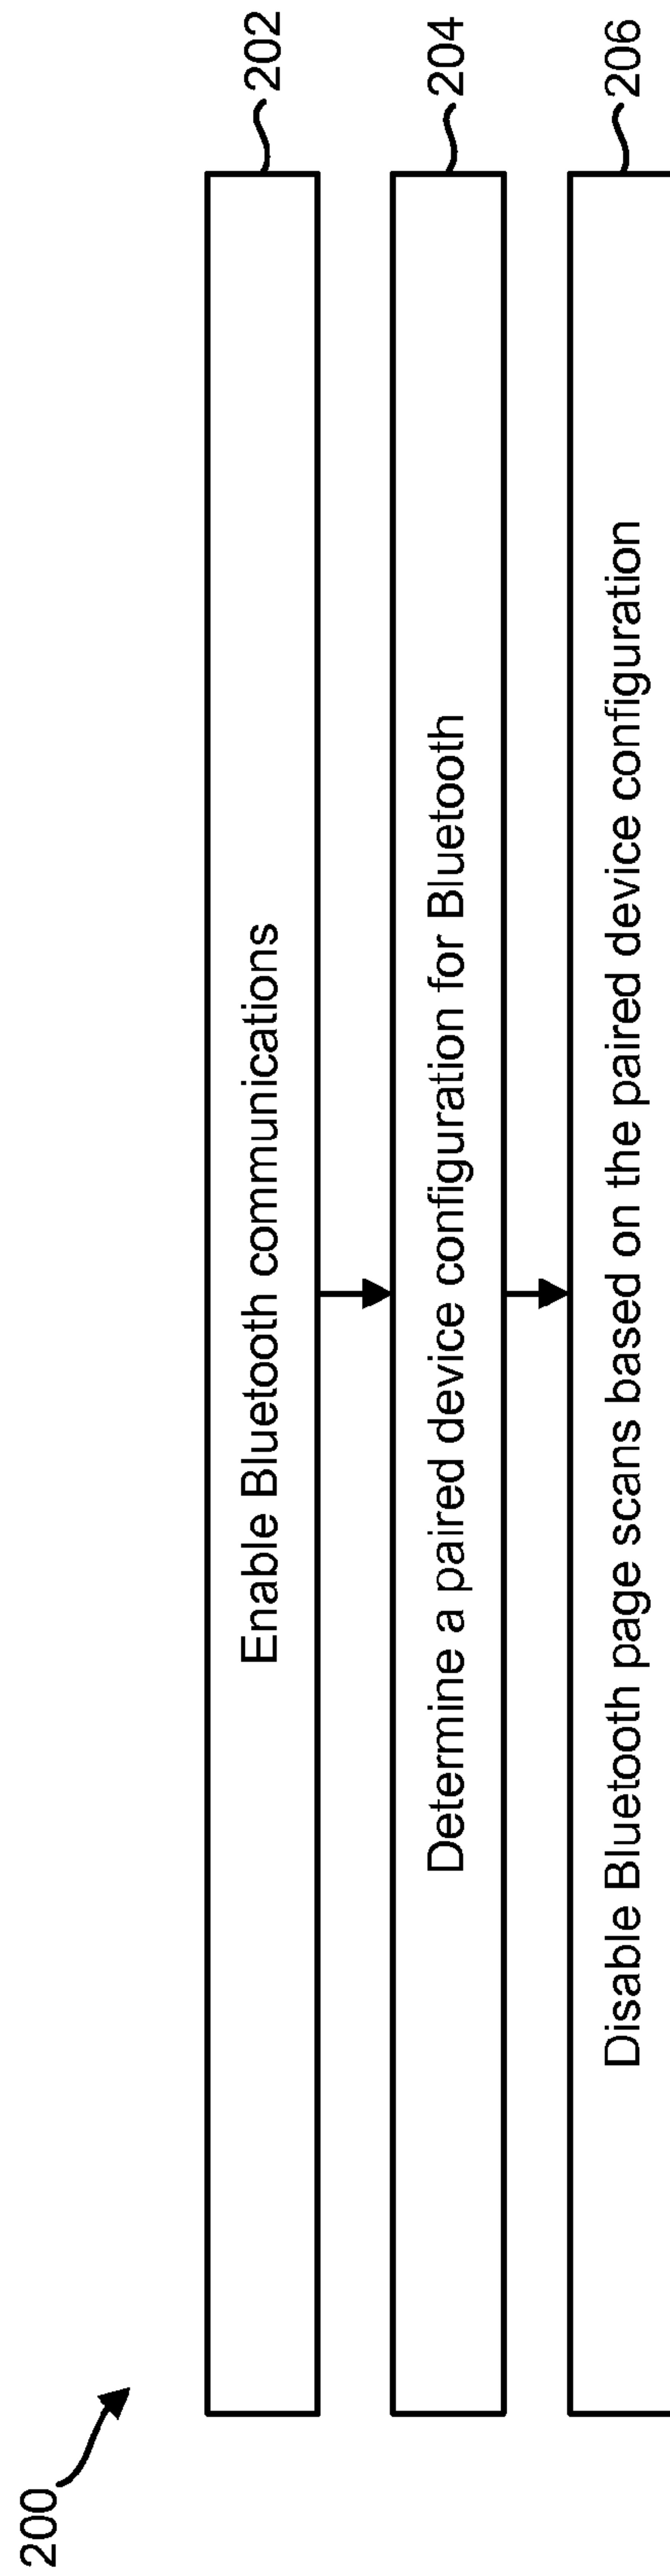 200
Enable Bluetooth communications
202
Determine a paired device configuration for Bluetooth
204
Disable Bluetooth page scans based on the paired device configuration
206